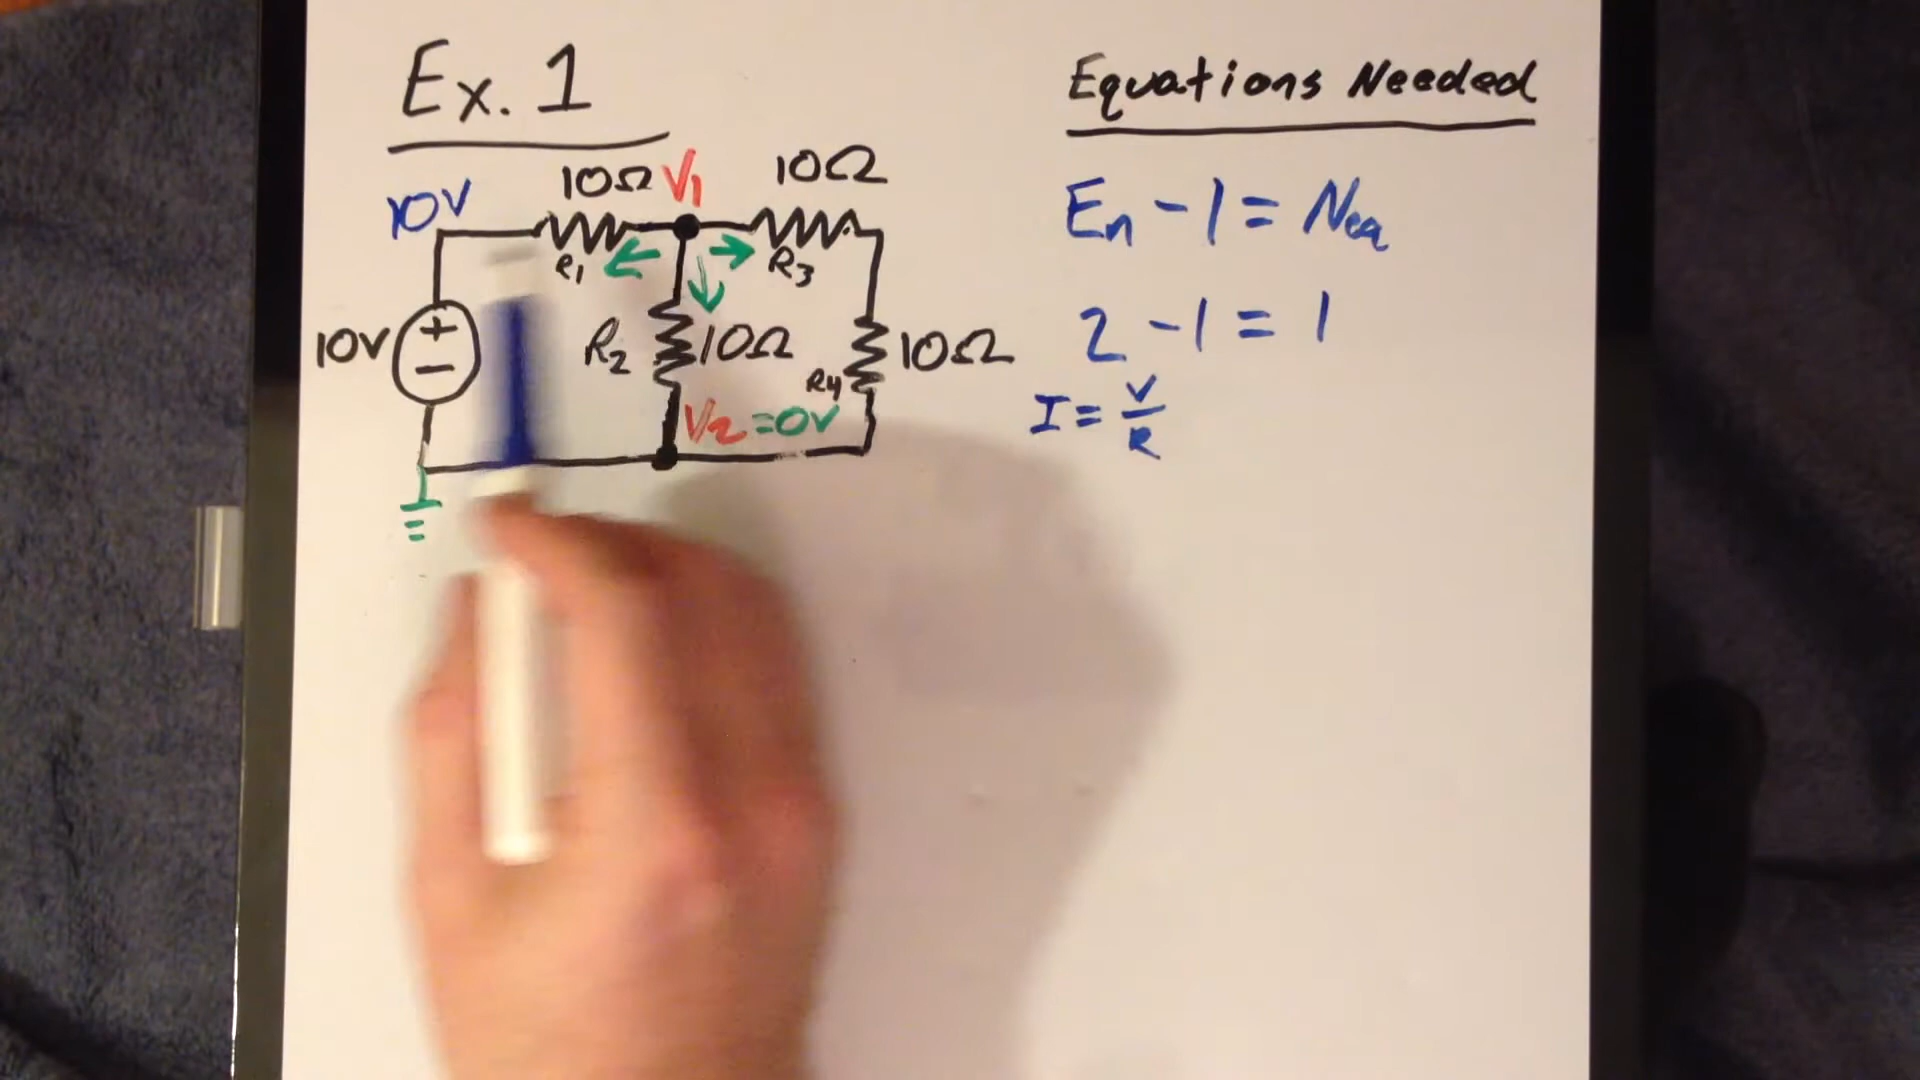 Ex. 1
Equations Needed
10Ω V1 10Ω
10V
R1 R3
10V
R2 10Ω
R4 10Ω
V2 =0V
En - 1 = Neq
2 - 1 = 1
I = V/R